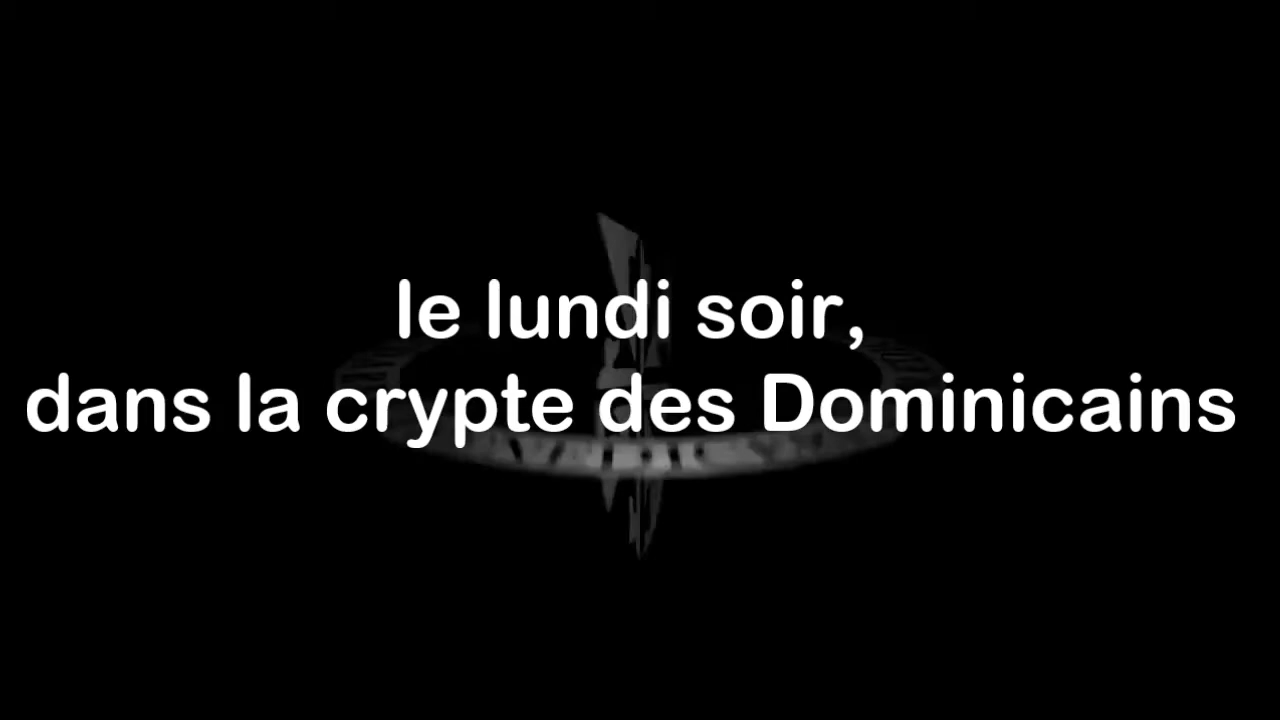 le lundi soir,
dans la crypte des Dominicains